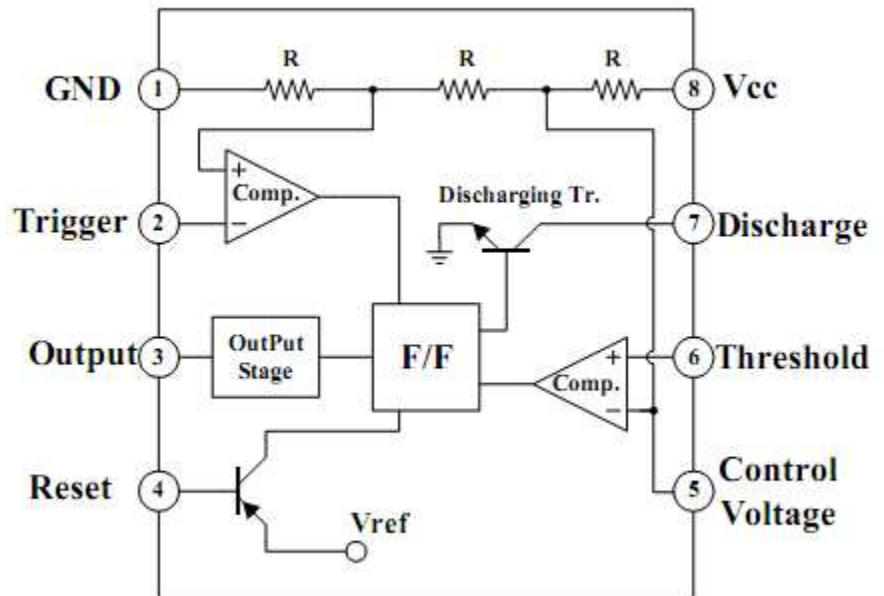 R
R
R
GND
1
8
Vcc
+
Comp.
−
Trigger
2
Discharging Tr.
7
Discharge
Output
3
OutPut
Stage
F/F
+
Comp.
−
6
Threshold
Reset
4
5
Control
Voltage
Vref